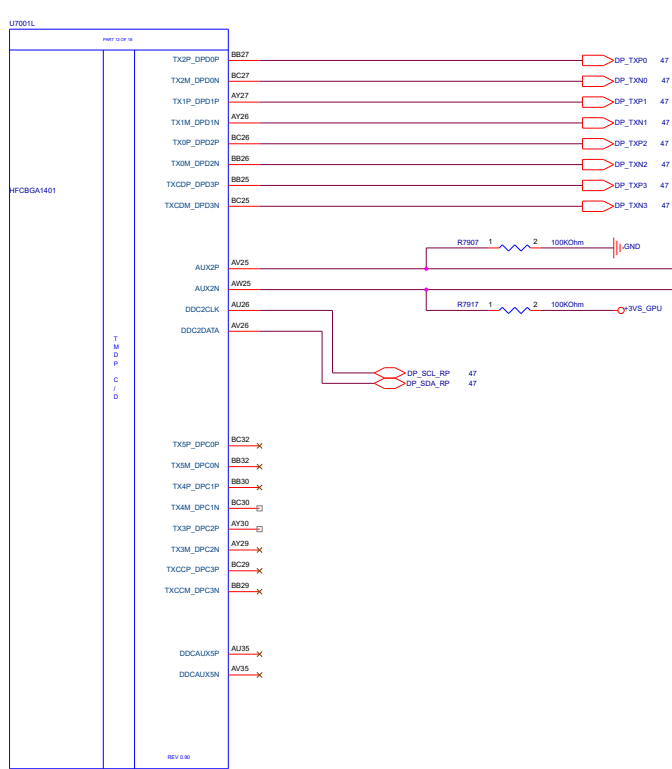 U7001L
PART 12 OF 18
TX2P_DPD0P BB27 DP_TXP0 47
TX2M_DPD0N BC27 DP_TXN0 47
TX1P_DPD1P AY27 DP_TXP1 47
TX1M_DPD1N AY26 DP_TXN1 47
TX0P_DPD2P BC26 DP_TXP2 47
TX0M_DPD2N BB26 DP_TXN2 47
TXCDP_DPD3P BB25 DP_TXP3 47
HFCBGA1401
TXCDM_DPD3N BC25 DP_TXN3 47
R7907 1 2 100KOhm GND
AUX2P AV25
AUX2N AW25
DDC2CLK AU26 R7917 1 2 100KOhm +3VS_GPU
DDC2DATA AV26
TMDP C/D
DP_SCL_RP 47
DP_SDA_RP 47
TX5P_DPC0P BC32
TX5M_DPC0N BB32
TX4P_DPC1P BB30
TX4M_DPC1N BC30
TX3P_DPC2P AY30
TX3M_DPC2N AY29
TXCCP_DPC3P BC29
TXCCM_DPC3N BB29
DDCAUX5P AU35
DDCAUX5N AV35
REV 0.90